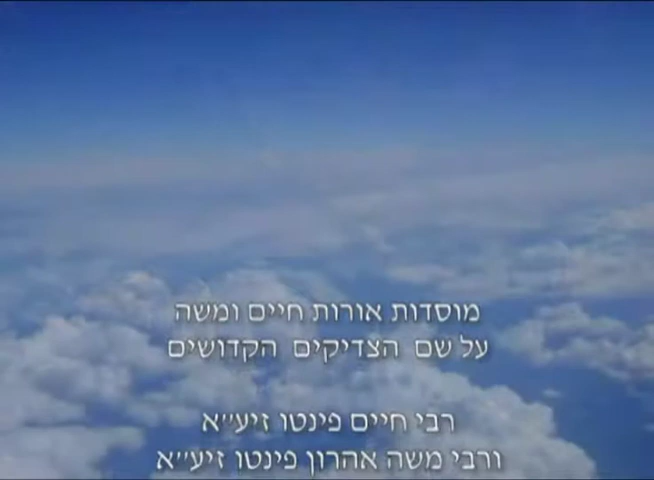 מוסדות אורות חיים ומשה
על שם הצדיקים הקדושים
רבי חיים פינטו זיע״א
ורבי משה אהרון פינטו זיע״א